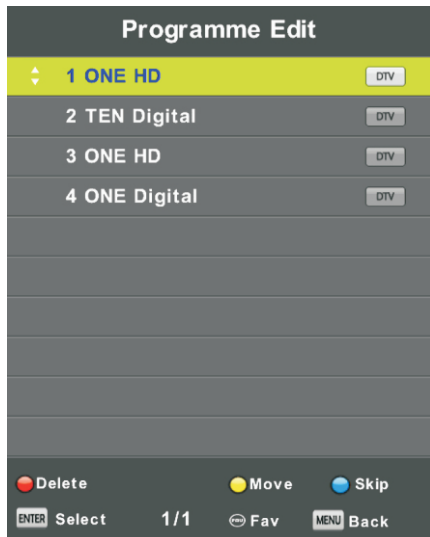 Programme Edit
1 ONE HD DTV
2 TEN Digital DTV
3 ONE HD DTV
4 ONE Digital DTV
Delete Move Skip
ENTER Select 1/1 Fav MENU Back